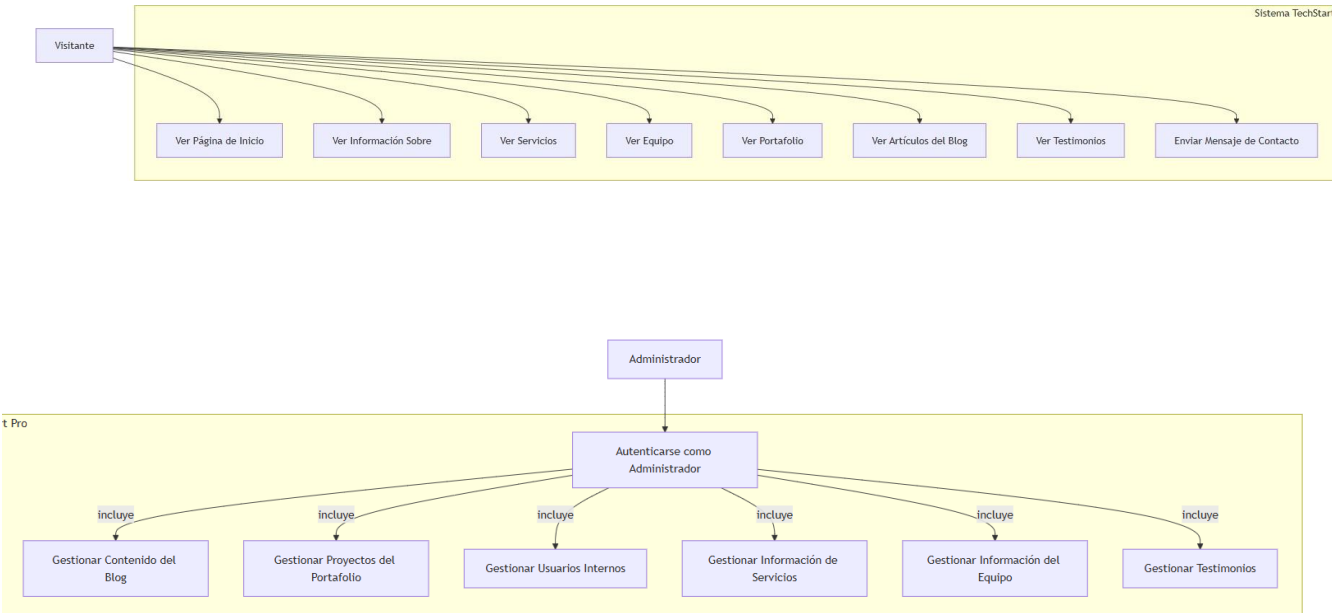 Sistema TechStart
Visitante
Ver Página de Inicio
Ver Información Sobre
Ver Servicios
Ver Equipo
Ver Portafolio
Ver Artículos del Blog
Ver Testimonios
Enviar Mensaje de Contacto
Administrador
t Pro
Autenticarse como
Administrador
incluye
incluye
incluye
incluye
incluye
incluye
Gestionar Contenido del
Blog
Gestionar Proyectos del
Portafolio
Gestionar Usuarios Internos
Gestionar Información de
Servicios
Gestionar Información del
Equipo
Gestionar Testimonios